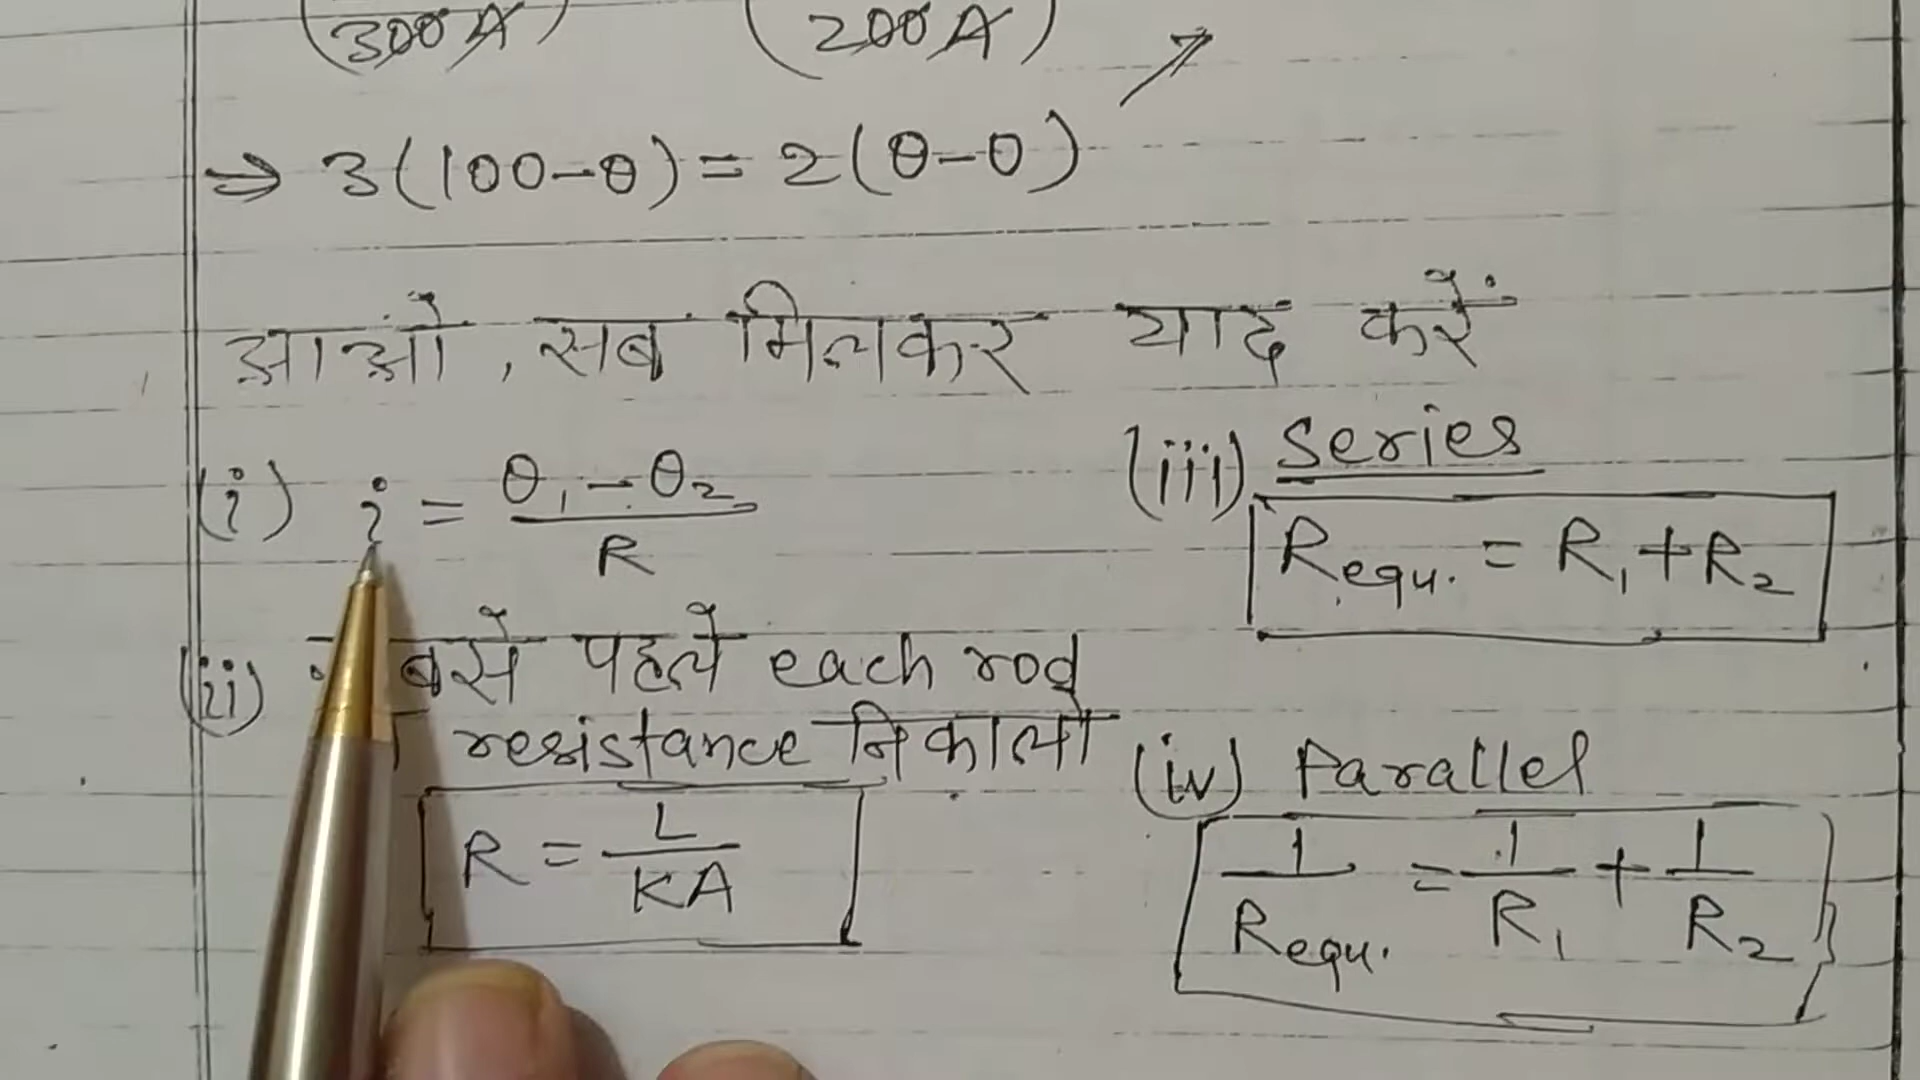 300A 200A
⇒ 3(100-θ) = 2(θ-0)
आओ, सब मिलकर याद करें
(i) i = θ₁-θ₂ / R
(ii) पहले each rod
resistance निकालो
R = L / KA
(iii) Series
Requ. = R₁+R₂
(iv) Parallel
1 / Requ. = 1 / R₁ + 1 / R₂